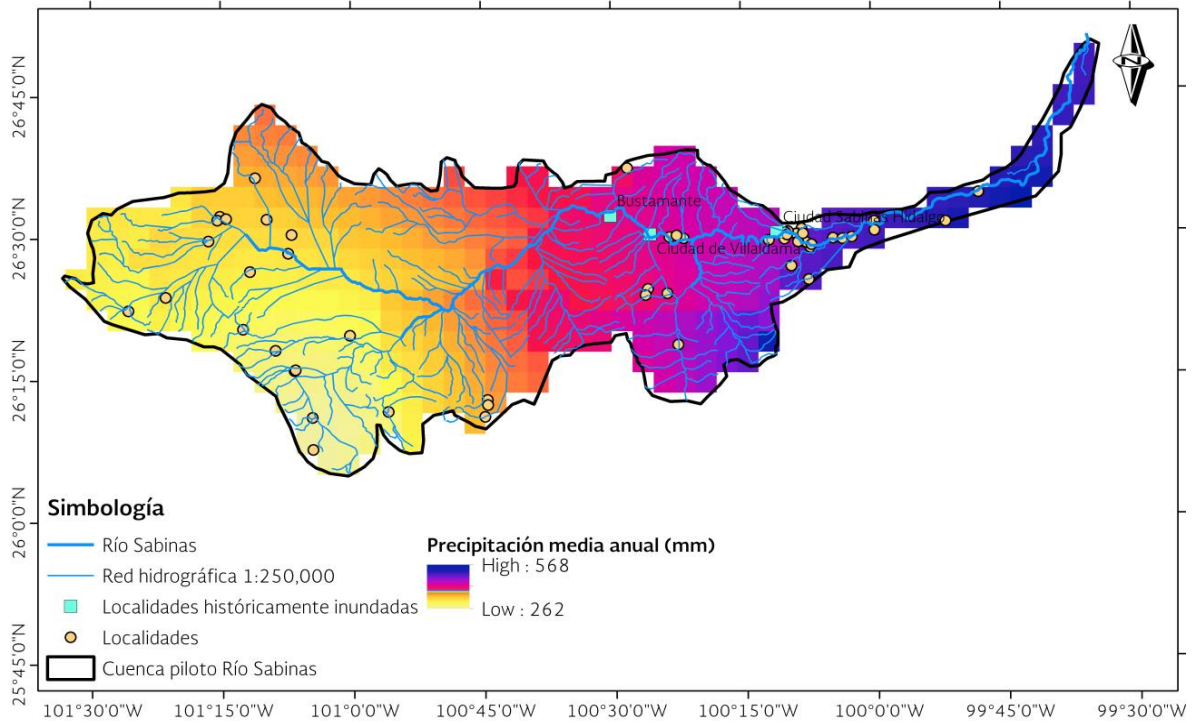 N
26°45'0"N
26°30'0"N
26°15'0"N
26°0'0"N
25°45'0"N
Bustamante
Ciudad Sabinas Hidalgo
Ciudad de Villaldama
Simbología
Río Sabinas
Red hidrográfica 1:250,000
Localidades históricamente inundadas
Localidades
Cuenca piloto Río Sabinas
Precipitación media anual (mm)
High : 568
Low : 262
101°30'0"W 101°15'0"W 101°0'0"W 100°45'0"W 100°30'0"W 100°15'0"W 100°0'0"W 99°45'0"W 99°30'0"W